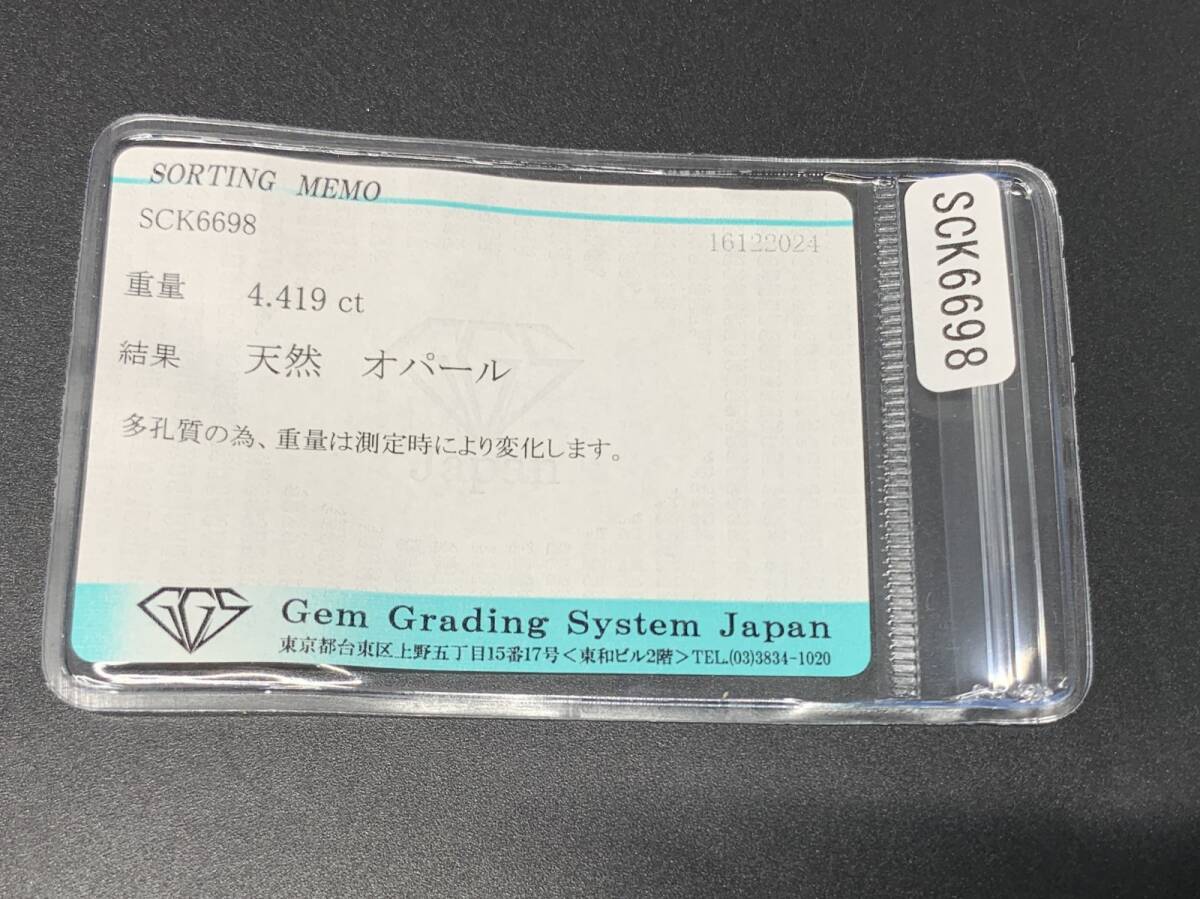 SORTING MEMO
SCK6698
16122024
重量 4.419 ct
結果 天然 オパール
多孔質の為、重量は測定時により変化します。
Japan
GGS
Gem Grading System Japan
東京都台東区上野五丁目15番17号＜東和ビル2階＞TEL.(03)3834-1020
SCK6698